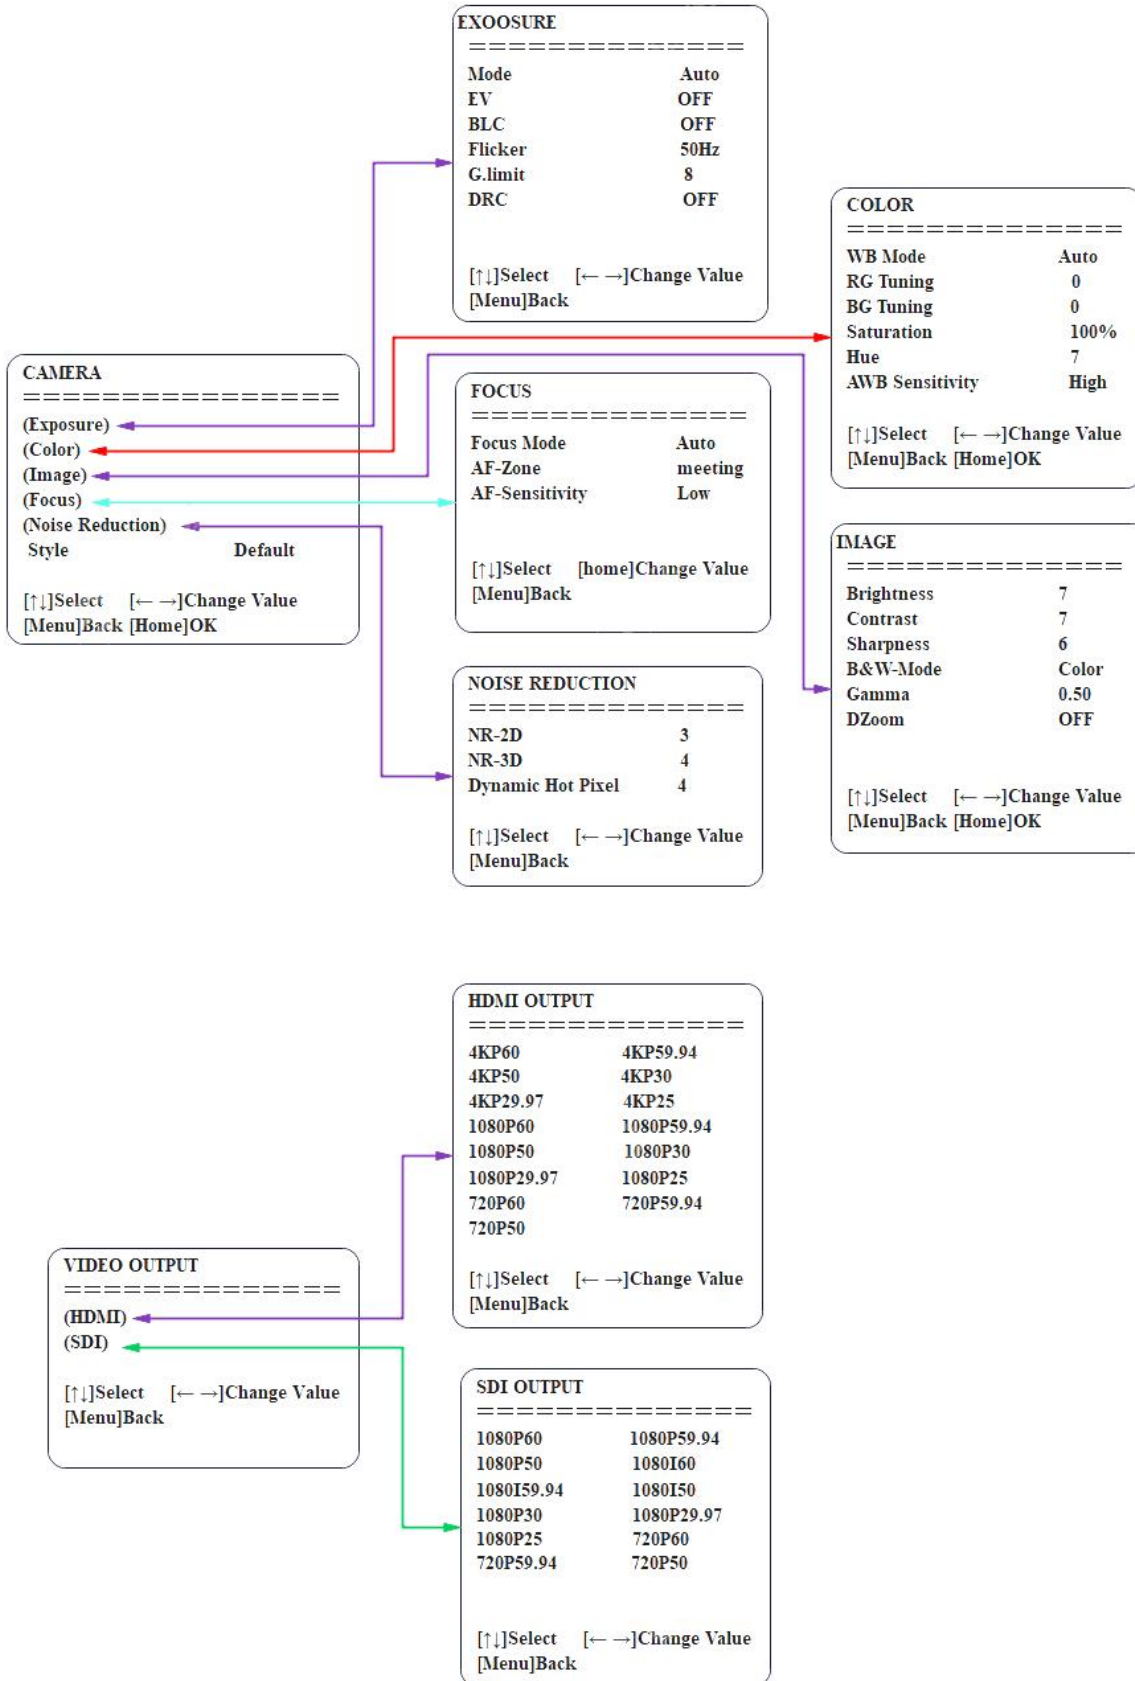 EXOOSURE
===============
Mode Auto
EV OFF
BLC OFF
Flicker 50Hz
G.limit 8
DRC OFF
[↑↓]Select [← →]Change Value
[Menu]Back
COLOR
===============
WB Mode Auto
RG Tuning 0
BG Tuning 0
Saturation 100%
Hue 7
AWB Sensitivity High
[↑↓]Select [← →]Change Value
[Menu]Back [Home]OK
CAMERA
=================
(Exposure)
(Color)
(Image)
(Focus)
(Noise Reduction)
Style Default
[↑↓]Select [← →]Change Value
[Menu]Back [Home]OK
FOCUS
===============
Focus Mode Auto
AF-Zone meeting
AF-Sensitivity Low
[↑↓]Select [home]Change Value
[Menu]Back
IMAGE
===============
Brightness 7
Contrast 7
Sharpness 6
B&W-Mode Color
Gamma 0.50
DZoom OFF
[↑↓]Select [← →]Change Value
[Menu]Back [Home]OK
NOISE REDUCTION
===============
NR-2D 3
NR-3D 4
Dynamic Hot Pixel 4
[↑↓]Select [← →]Change Value
[Menu]Back
HDMI OUTPUT
===============
4KP60 4KP59.94
4KP50 4KP30
4KP29.97 4KP25
1080P60 1080P59.94
1080P50 1080P30
1080P29.97 1080P25
720P60 720P59.94
720P50
[↑↓]Select [← →]Change Value
[Menu]Back
VIDEO OUTPUT
===============
(HDMI)
(SDI)
[↑↓]Select [← →]Change Value
[Menu]Back
SDI OUTPUT
===============
1080P60 1080P59.94
1080P50 1080I60
1080I59.94 1080I50
1080P30 1080P29.97
1080P25 720P60
720P59.94 720P50
[↑↓]Select [← →]Change Value
[Menu]Back